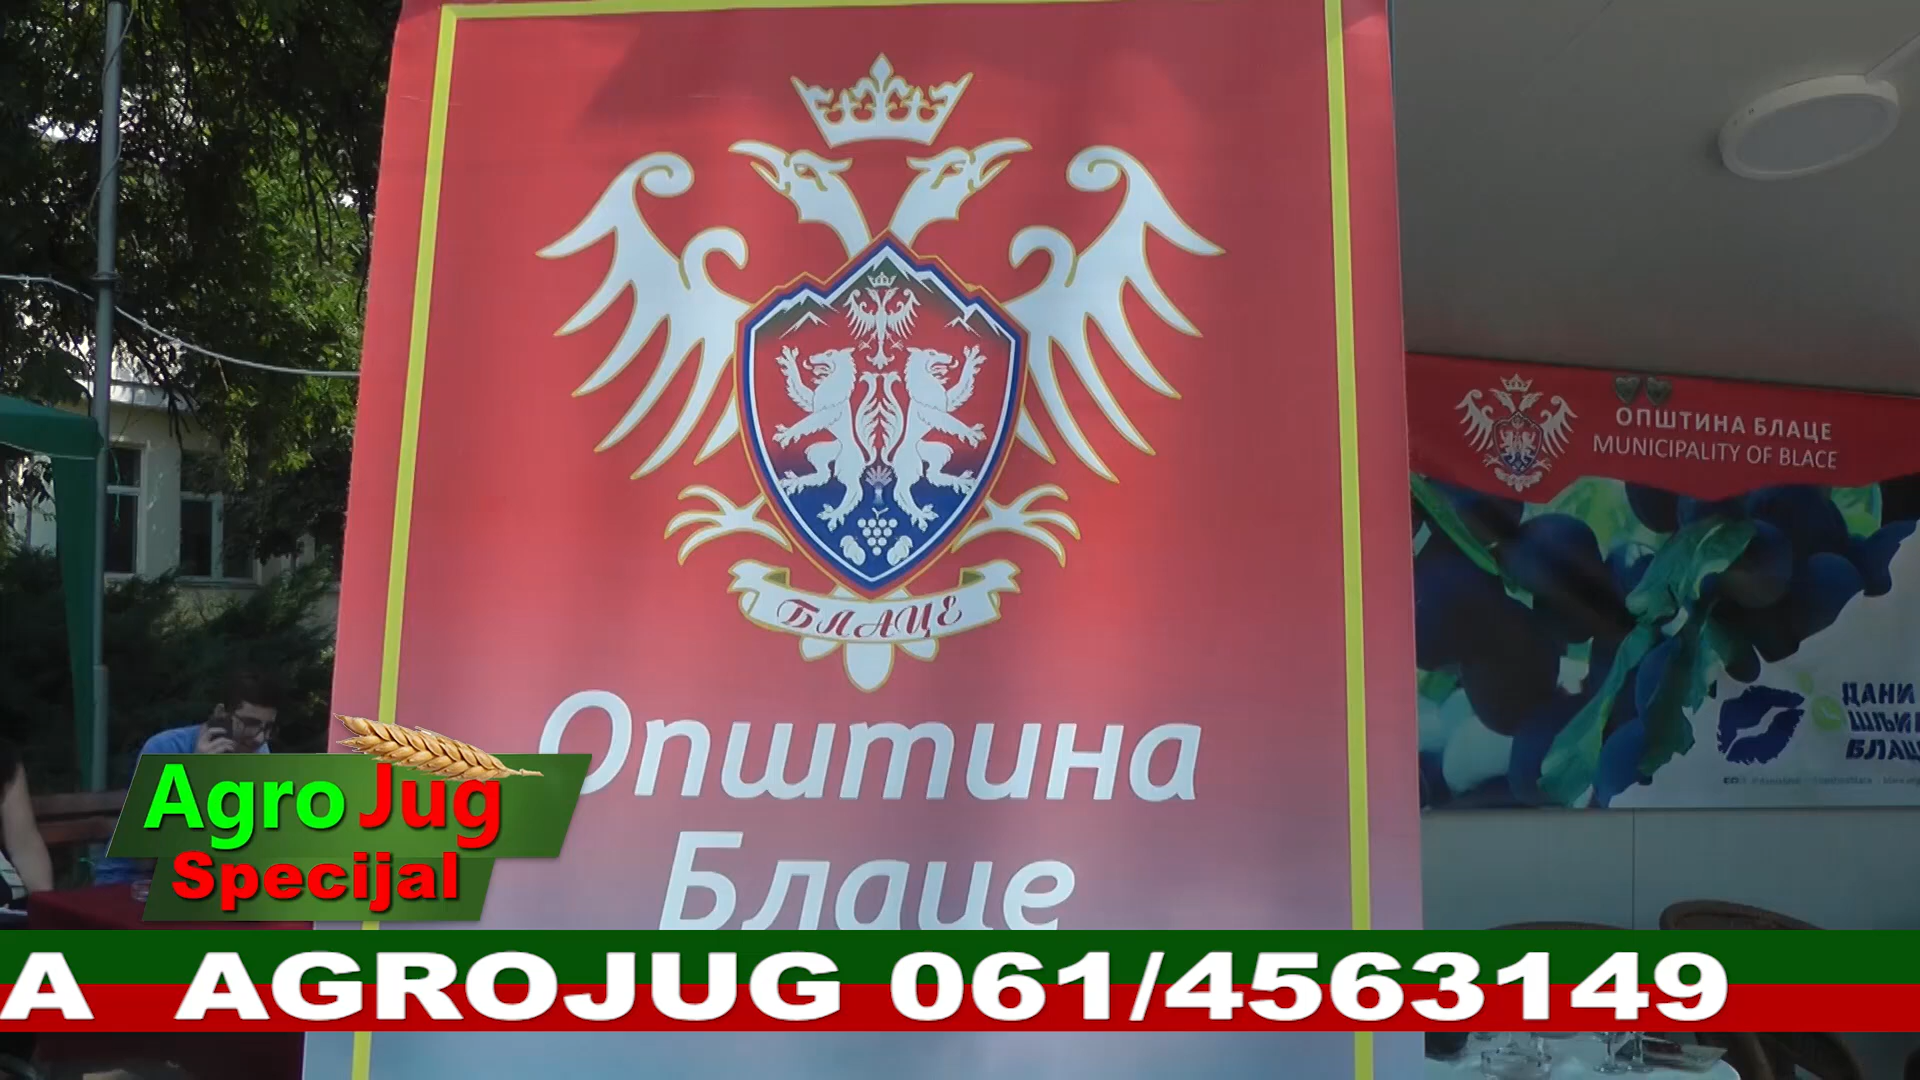 БЛАЦЕ
Општина
Блаце
ОПШТИНА БЛАЦЕ
MUNICIPALITY OF BLACE
ДАНИ
БЛАЦ
Agro Jug
Specijal
A AGROJUG 061/4563149